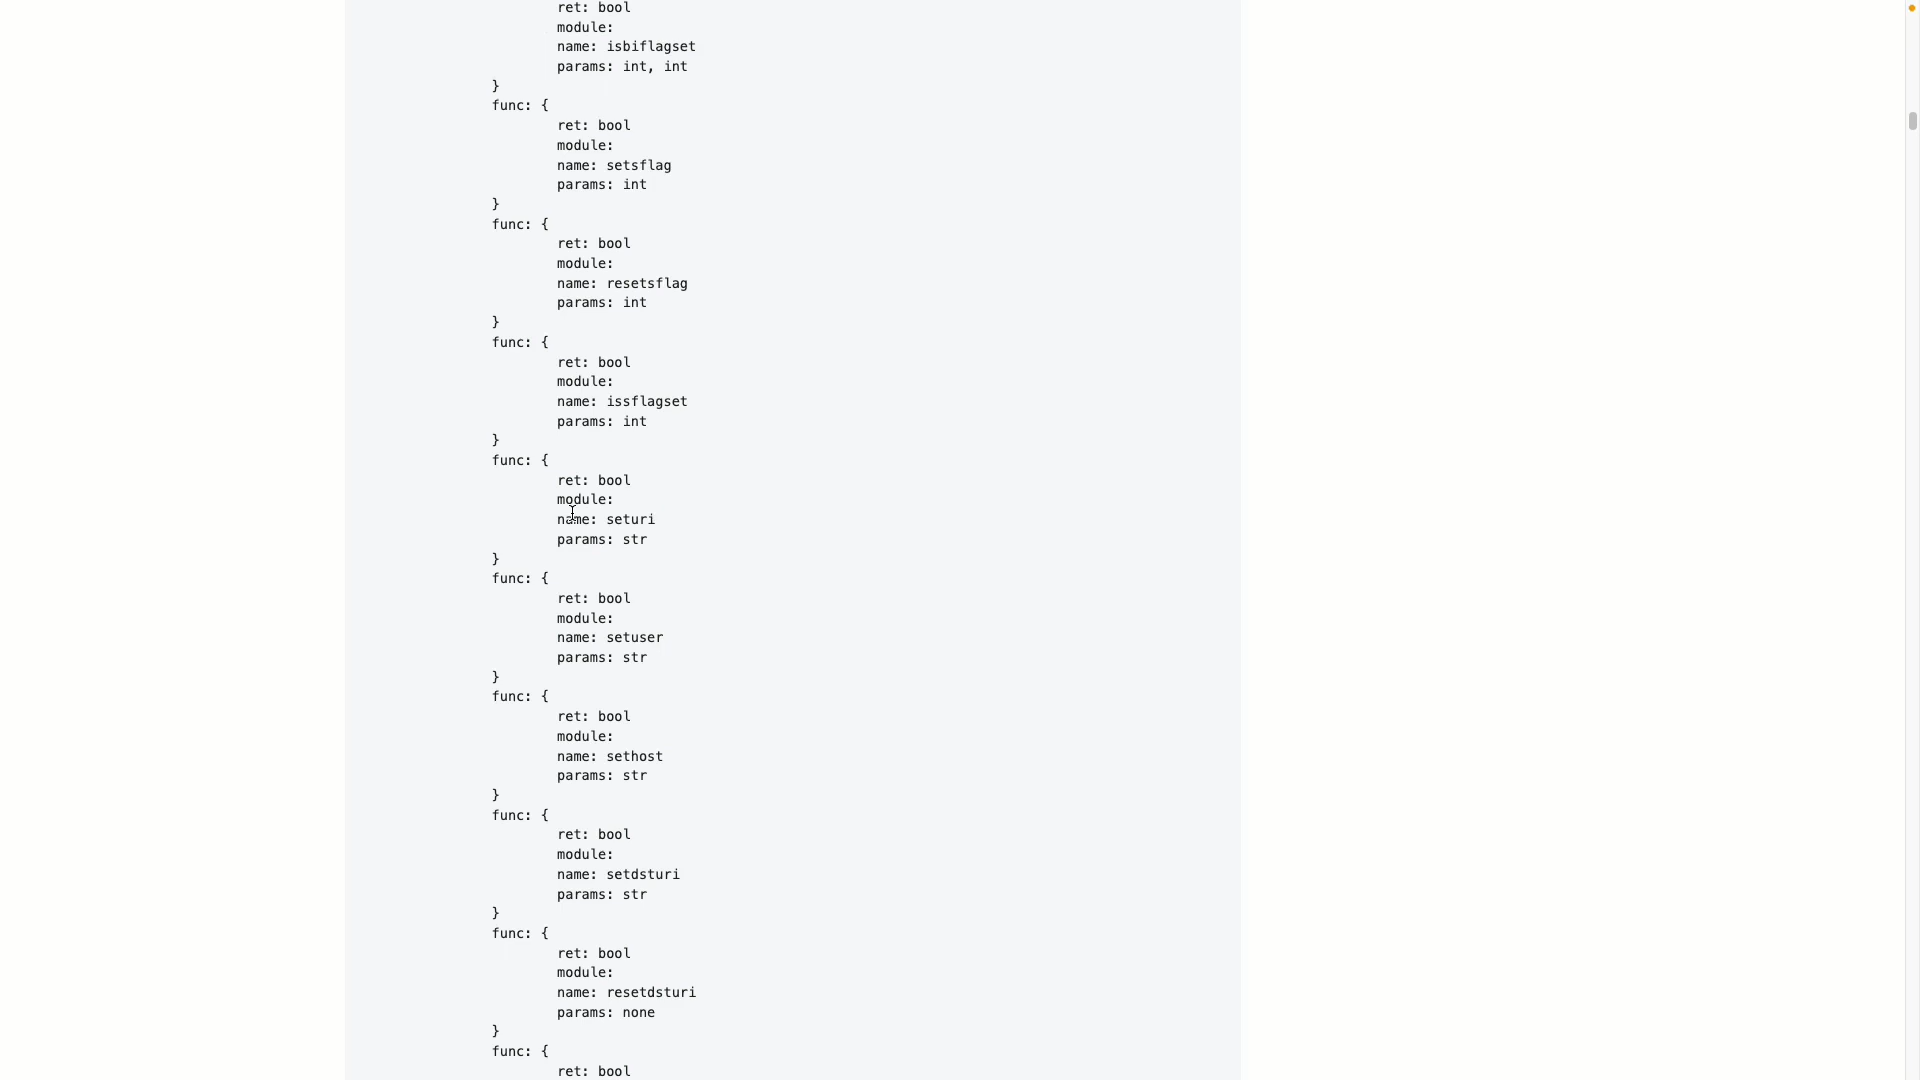 ret: bool
module:
name: isbiflagset
params: int, int
}
func: {
ret: bool
module:
name: setsflag
params: int
}
func: {
ret: bool
module:
name: resetsflag
params: int
}
func: {
ret: bool
module:
name: issflagset
params: int
}
func: {
ret: bool
module:
name: seturi
params: str
}
func: {
ret: bool
module:
name: setuser
params: str
}
func: {
ret: bool
module:
name: sethost
params: str
}
func: {
ret: bool
module:
name: setdsturi
params: str
}
func: {
ret: bool
module:
name: resetdsturi
params: none
}
func: {
ret: bool